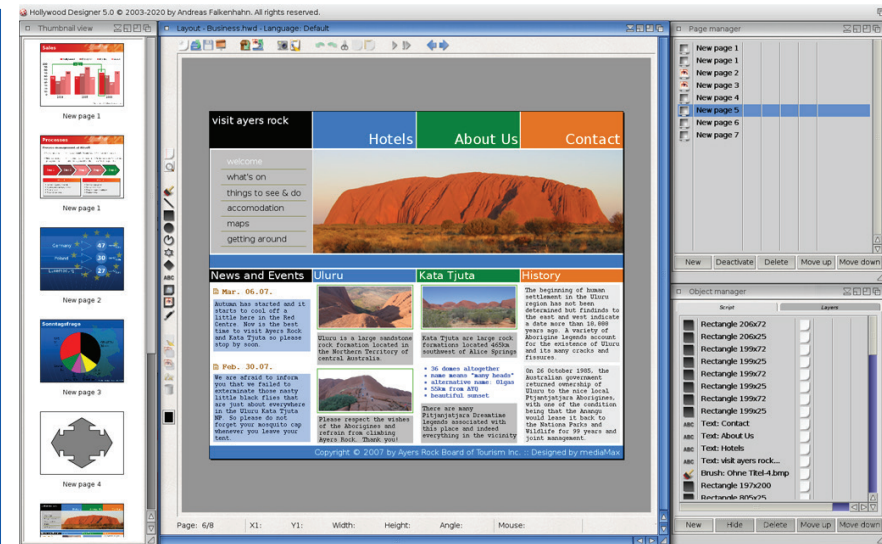 Hollywood Designer 5.0 © 2003-2020 by Andreas Falkenhahn. All rights reserved.
Thumbnail view
Sales
New page 1
Processes
New page 1
Germany 47
Poland 30
27
New page 2
Sonntagsfrage
New page 3
New page 4
Layout - Business.hwd - Language: Default
ABC
visit ayers rock
Hotels
About Us
Contact
welcome
what's on
things to see & do
accomodation
maps
getting around
News and Events
Mar. 06.07.
Autumn has started and it
starts to cool off a
little here in the Red
Centre. Now is the best
time to visit Ayers Rock
and Kata Tjuta so please
stop by soon.
Feb. 30.07.
We are afraid to inform
you that we failed to
exterminate those nasty
little black flies that
are just about everywhere
in the Uluru Kata Tjuta
NP. So please do not
forget your mosquito cap
whenever you leave your
tent.
Uluru
Uluru is a large sandstone
rock formation located in
the Northern Territory of
central Australia.
Please respect the wishes
of the Aborigines and
refrain from climbing
Ayers Rock. Thank you!
Kata Tjuta
Kata Tjuta are large rock
formations located 465km
southwest of Alice Springs
• 36 domes altogether
• name means "many heads"
• alternative name: Olgas
• 55km from AYQ
• beautiful sunset
There are many
Pitjanjatjara Dreamtime
legends associated with
this place and indeed
everything in the vicinity
History
The beginning of human
settlement in the Uluru
region has not been
determined but findinds to
the east and west indicate
a date more than 10,000
years ago. A variety of
Aborigine legends account
for the existence of Uluru
and its many cracks and
fissures.
On 26 October 1985, the
Australian government
returned ownership of
Uluru to the nice local
Pitjantjatjara Aborigines,
with one of the condition
being that the Anangu
would lease it back to
the Nationa Parks and
Wildlife for 99 years and
joint management.
Copyright © 2007 by Ayers Rock Board of Tourism Inc. :: Designed by mediaMax
Page: 6/8 X1: Y1: Width: Height: Angle: Mouse:
Page manager
New page 1
New page 1
New page 2
New page 3
New page 4
New page 5
New page 6
New page 7
New Deactivate Delete Move up Move down
Object manager
Script Layers
Rectangle 206x72
Rectangle 206x25
Rectangle 199x72
Rectangle 199x25
Rectangle 199x72
Rectangle 199x25
Rectangle 199x72
Rectangle 199x25
ABC Text: Contact
ABC Text: About Us
ABC Text: Hotels
ABC Text: visit ayers rock...
Brush: Ohne Titel-4.bmp
Rectangle 197x200
Rectangle 805x25
New Hide Delete Move up Move down